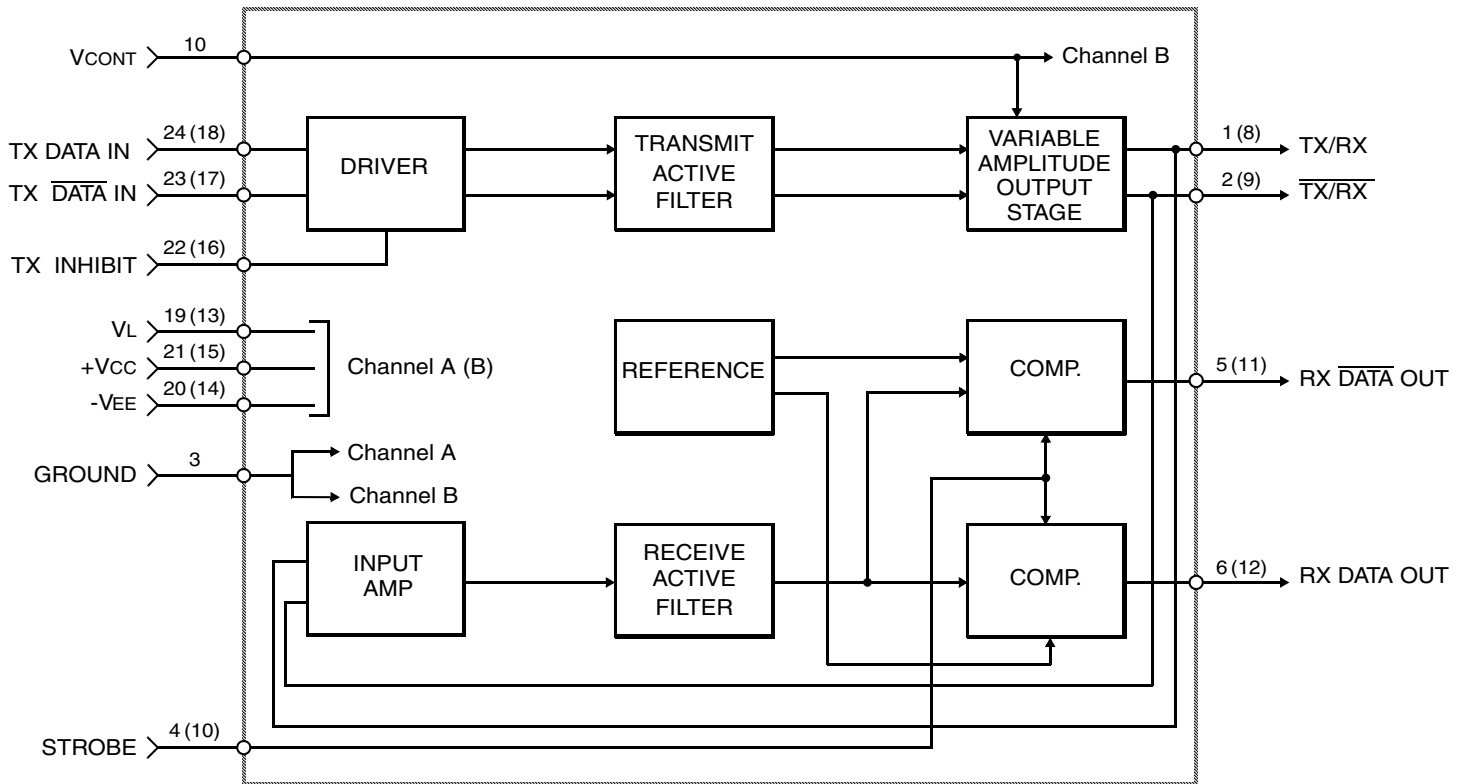 VCONT
10
Channel B
TX DATA IN
24 (18)
TX DATA IN
23 (17)
TX INHIBIT
22 (16)
DRIVER
TRANSMIT
ACTIVE
FILTER
VARIABLE
AMPLITUDE
OUTPUT
STAGE
1 (8)
TX/RX
2 (9)
TX/RX
VL
19 (13)
+VCC
21 (15)
-VEE
20 (14)
Channel A (B)
REFERENCE
COMP.
5 (11)
RX DATA OUT
GROUND
3
Channel A
Channel B
INPUT
AMP
RECEIVE
ACTIVE
FILTER
COMP.
6 (12)
RX DATA OUT
STROBE
4 (10)